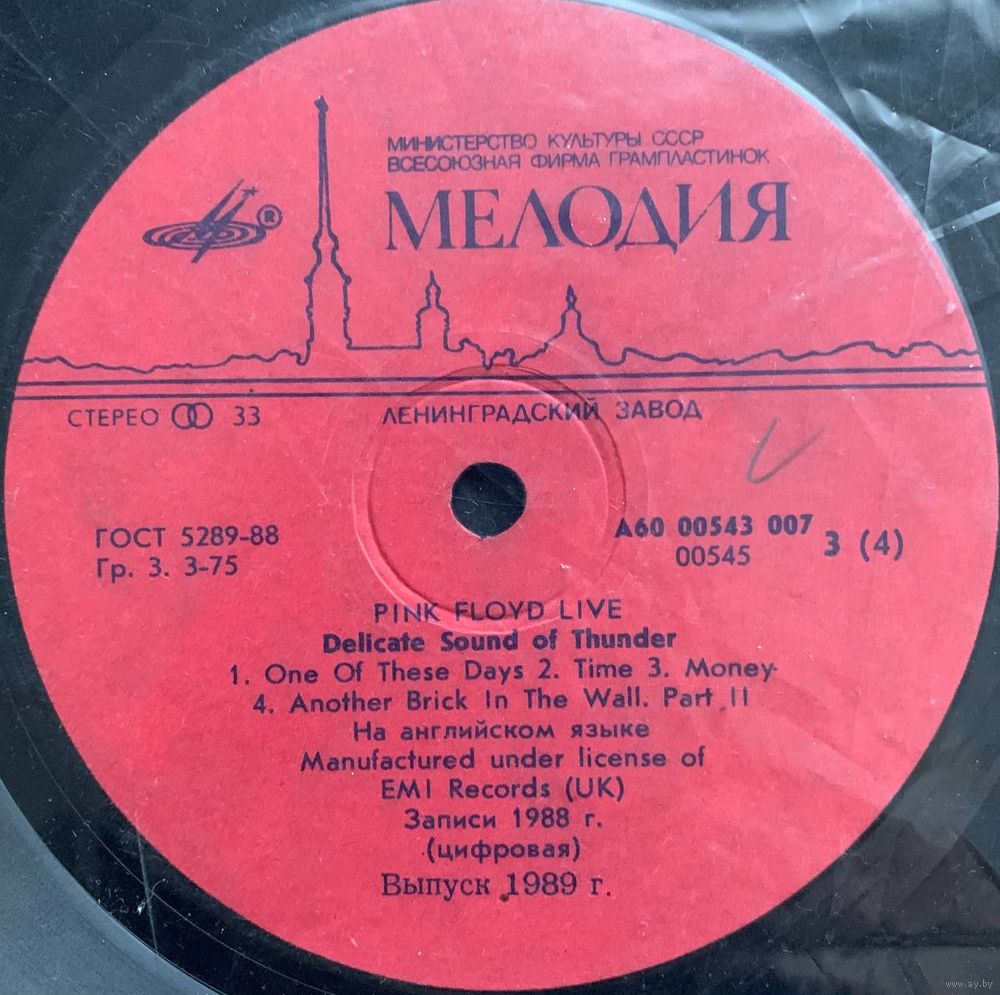 МИНИСТЕРСТВО КУЛЬТУРЫ СССР
ВСЕСОЮЗНАЯ ФИРМА ГРАМПЛАСТИНОК
МЕЛОДИЯ
®
СТЕРЕО 33
ЛЕНИНГРАДСКИЙ ЗАВОД
ГОСТ 5289-88
Гр. 3. 3-75
А60 00543 007
00545
3 (4)
PINK FLOYD LIVE
Delicate Sound of Thunder
1. One Of These Days 2. Time 3. Money
4. Another Brick In The Wall. Part II
На английском языке
Manufactured under license of
EMI Records (UK)
Записи 1988 г.
(цифровая)
Выпуск 1989 г.
www.ay.by